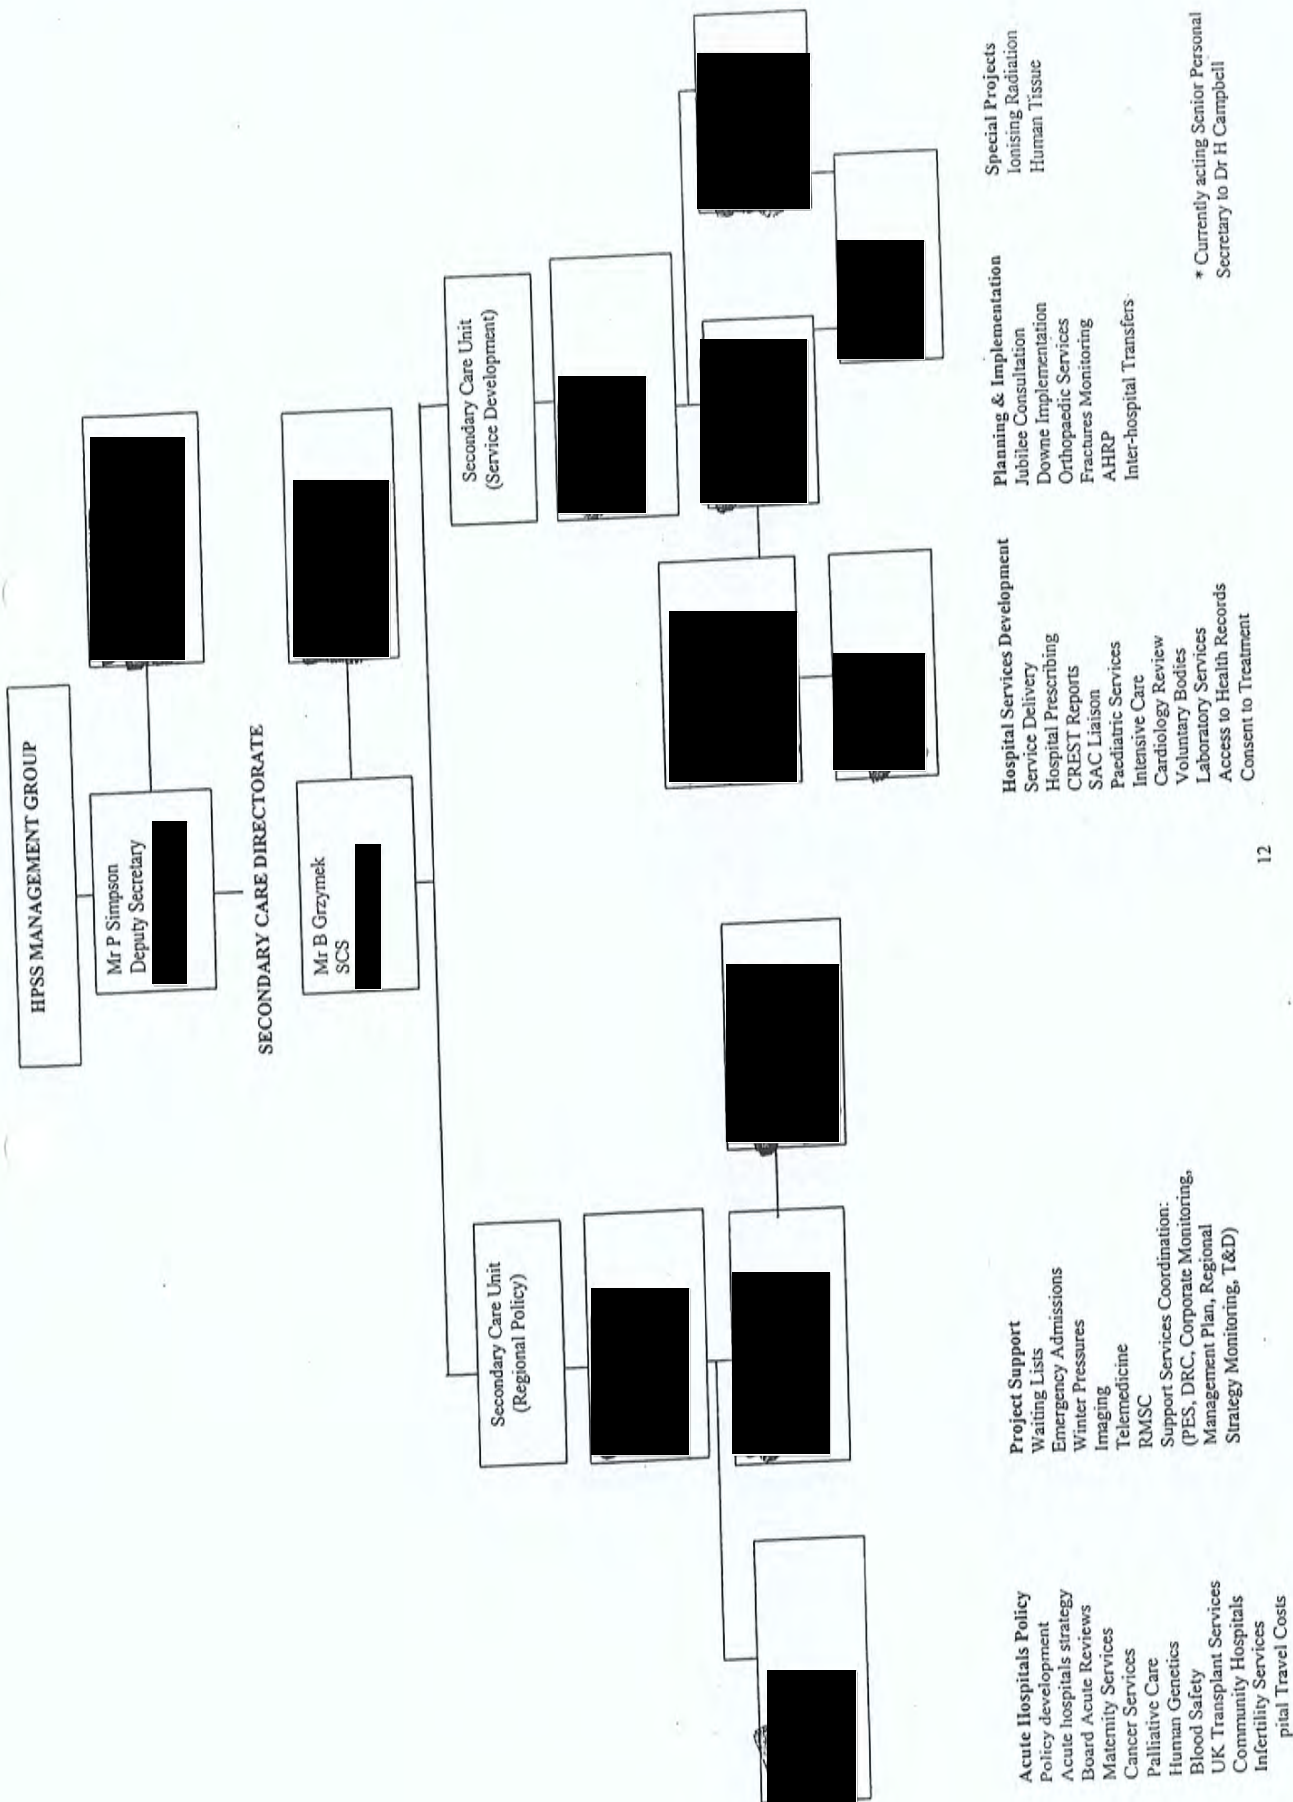 HPSS MANAGEMENT GROUP
Mr P Simpson
Deputy Secretary
SECONDARY CARE DIRECTORATE
Mr B Grzymek
SCS
Secondary Care Unit
(Regional Policy)
Secondary Care Unit
(Service Development)
Acute Hospitals Policy
Policy development
Acute hospitals strategy
Board Acute Reviews
Maternity Services
Cancer Services
Palliative Care
Human Genetics
Blood Safety
UK Transplant Services
Community Hospitals
Infertility Services
pital Travel Costs
Project Support
Waiting Lists
Emergency Admissions
Winter Pressures
Imaging
Telemedicine
RMSC
Support Services Coordination:
(PES, DRC, Corporate Monitoring,
Management Plan, Regional
Strategy Monitoring, T&D)
Hospital Services Development
Service Delivery
Hospital Prescribing
CREST Reports
SAC Liaison
Paediatric Services
Intensive Care
Cardiology Review
Voluntary Bodies
Laboratory Services
Access to Health Records
Consent to Treatment
Planning & Implementation
Jubilee Consultation
Downe Implementation
Orthopaedic Services
Fractures Monitoring
AHRP
Inter-hospital Transfers
Special Projects
Ionising Radiation
Human Tissue
* Currently acting Senior Personal
Secretary to Dr H Campbell
12